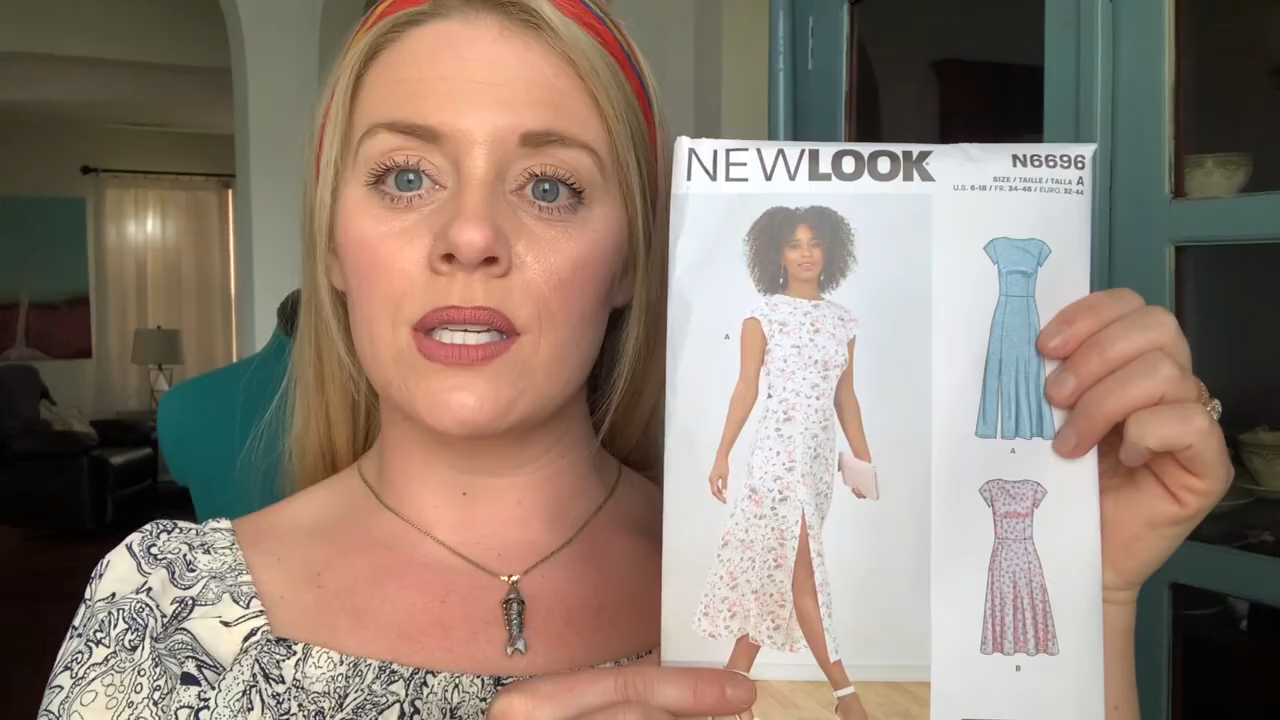 NEWLOOK
N6696
SIZE / TAILLE / TALLA A
U.S. 6-18 / FR. 34-46 / EURO. 32-44
A
A
B